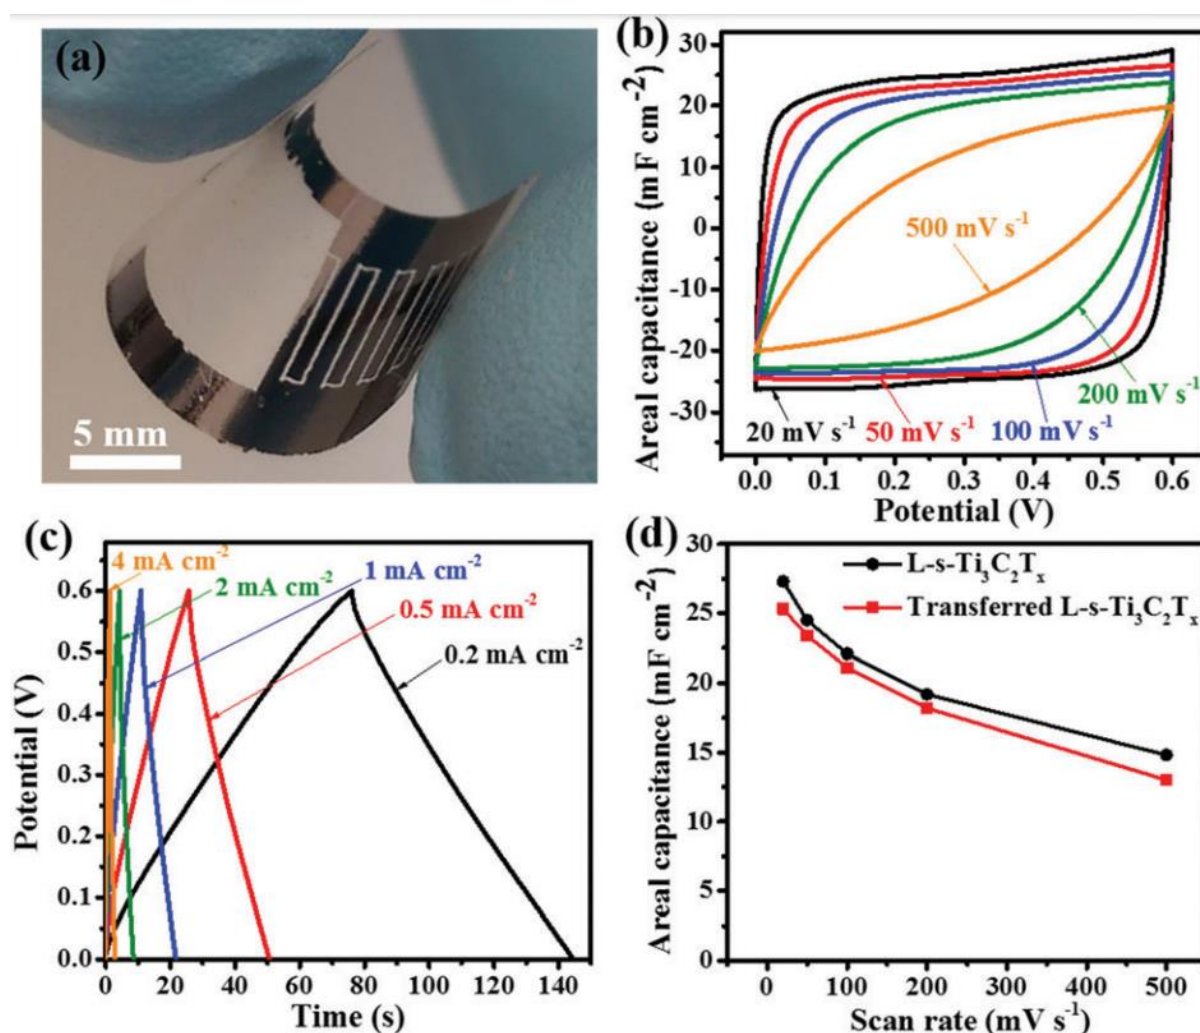 (a)
5 mm
(b)
30
20
10
0
-10
-20
-30
Areal capacitance (mF cm⁻²)
500 mV s⁻¹
200 mV s⁻¹
20 mV s⁻¹
50 mV s⁻¹
100 mV s⁻¹
0.0 0.1 0.2 0.3 0.4 0.5 0.6
Potential (V)
(c)
4 mA cm⁻²
2 mA cm⁻²
1 mA cm⁻²
0.5 mA cm⁻²
0.2 mA cm⁻²
0.6
0.5
0.4
0.3
0.2
0.1
0.0
Potential (V)
0 20 40 60 80 100 120 140
Time (s)
(d)
30
25
20
15
10
5
0
Areal capacitance (mF cm⁻²)
L-s-Ti₃C₂Tₓ
Transferred L-s-Ti₃C₂Tₓ
0 100 200 300 400 500
Scan rate (mV s⁻¹)